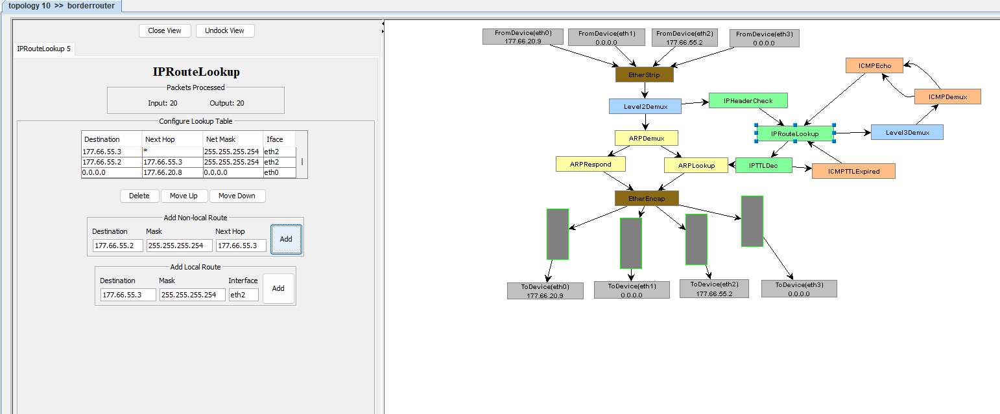 topology 10 >> borderrouter
Close View Undock View
IPRouteLookup 5
IPRouteLookup
Packets Processed
Input: 20 Output: 20
Configure Lookup Table
Destination Next Hop Net Mask Iface
177.66.55.3 * 255.255.255.254 eth2
177.66.55.2 177.66.55.3 255.255.255.254 eth2
0.0.0.0 177.66.20.8 0.0.0.0 eth0
Delete Move Up Move Down
Add Non-local Route
Destination Mask Next Hop
177.66.55.2 255.255.255.254 177.66.55.3 Add
Add Local Route
Destination Mask Interface
177.66.55.3 255.255.255.254 eth2 Add
FromDevice(eth0)
177.66.20.9
FromDevice(eth1)
0.0.0.0
FromDevice(eth2)
177.66.55.2
FromDevice(eth3)
0.0.0.0
EtherStrip
ICMPEcho
Level2Demux
IPHeaderCheck
ICMPDemux
ARPDemux
IPRouteLookup
Level3Demux
ARPRespond
ARPLookup
IPTTLDec
ICMPTTLExpired
EtherEncap
ToDevice(eth0)
177.66.20.9
ToDevice(eth1)
0.0.0.0
ToDevice(eth2)
177.66.55.2
ToDevice(eth3)
0.0.0.0